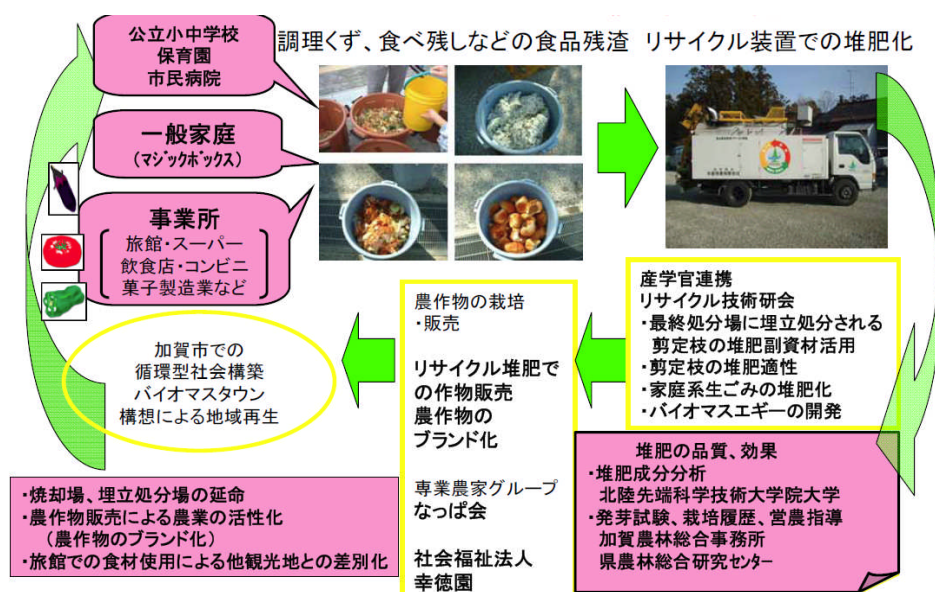 公立小中学校
保育園
市民病院
調理くず、食べ残しなどの食品残渣
リサイクル装置での堆肥化
一般家庭
(マジックボックス)
事業所
旅館・スーパー
飲食店・コンビニ
菓子製造業など
産学官連携
リサイクル技術研会
・最終処分場に埋立処分される
剪定枝の堆肥副資材活用
・剪定枝の堆肥適性
・家庭系生ごみの堆肥化
・バイオマスエギーの開発
農作物の栽培
・販売
リサイクル堆肥で
の作物販売
農作物の
ブランド化
専業農家グループ
なっぱ会
社会福祉法人
幸徳園
加賀市での
循環型社会構築
バイオマスタウン
構想による地域再生
堆肥の品質、効果
・堆肥成分分析
北陸先端科学技術大学院大学
・発芽試験、栽培履歴、営農指導
加賀農林総合事務所
県農林総合研究センター
・焼却場、埋立処分場の延命
・農作物販売による農業の活性化
(農作物のブランド化)
・旅館での食材使用による他観光地との差別化